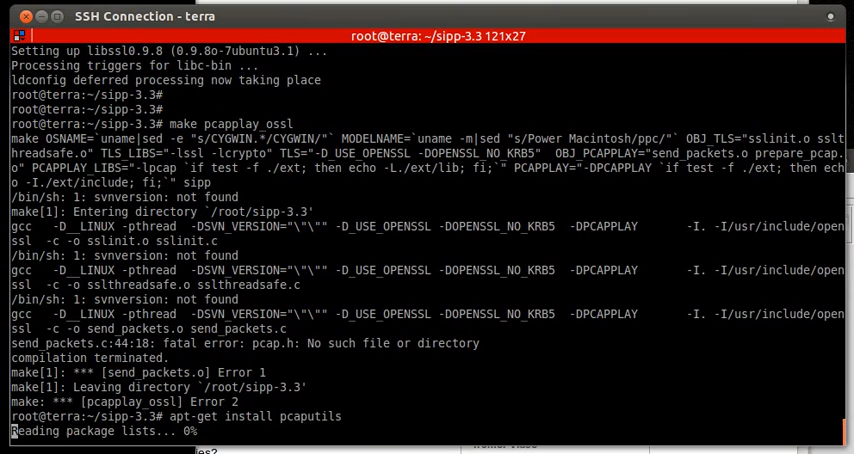 SSH Connection - terra
root@terra: ~/sipp-3.3 121x27
Setting up libssl0.9.8 (0.9.8o-7ubuntu3.1) ...
Processing triggers for libc-bin ...
ldconfig deferred processing now taking place
root@terra:~/sipp-3.3#
root@terra:~/sipp-3.3#
root@terra:~/sipp-3.3# make pcapplay_ossl
make OSNAME=`uname|sed -e "s/CYGWIN.*/CYGWIN/"` MODELNAME=`uname -m|sed "s/Power Macintosh/ppc/"` OBJ_TLS="sslinit.o sslt
hreadsafe.o" TLS_LIBS="-lssl -lcrypto" TLS="-D_USE_OPENSSL -DOPENSSL_NO_KRB5"  OBJ_PCAPPLAY="send_packets.o prepare_pcap.
o" PCAPPLAY_LIBS="-lpcap `if test -f ./ext; then echo -L./ext/lib; fi;`" PCAPPLAY="-DPCAPPLAY `if test -f ./ext; then ech
o -I./ext/include; fi;`" sipp
/bin/sh: 1: svnversion: not found
make[1]: Entering directory `/root/sipp-3.3'
gcc   -D__LINUX -pthread  -DSVN_VERSION="\"\"" -D_USE_OPENSSL -DOPENSSL_NO_KRB5  -DPCAPPLAY      -I. -I/usr/include/open
ssl  -c -o sslinit.o sslinit.c
/bin/sh: 1: svnversion: not found
gcc   -D__LINUX -pthread  -DSVN_VERSION="\"\"" -D_USE_OPENSSL -DOPENSSL_NO_KRB5  -DPCAPPLAY      -I. -I/usr/include/open
ssl  -c -o sslthreadsafe.o sslthreadsafe.c
/bin/sh: 1: svnversion: not found
gcc   -D__LINUX -pthread  -DSVN_VERSION="\"\"" -D_USE_OPENSSL -DOPENSSL_NO_KRB5  -DPCAPPLAY      -I. -I/usr/include/open
ssl  -c -o send_packets.o send_packets.c
send_packets.c:44:18: fatal error: pcap.h: No such file or directory
compilation terminated.
make[1]: *** [send_packets.o] Error 1
make[1]: Leaving directory `/root/sipp-3.3'
make: *** [pcapplay_ossl] Error 2
root@terra:~/sipp-3.3# apt-get install pcaputils
Reading package lists... 0%